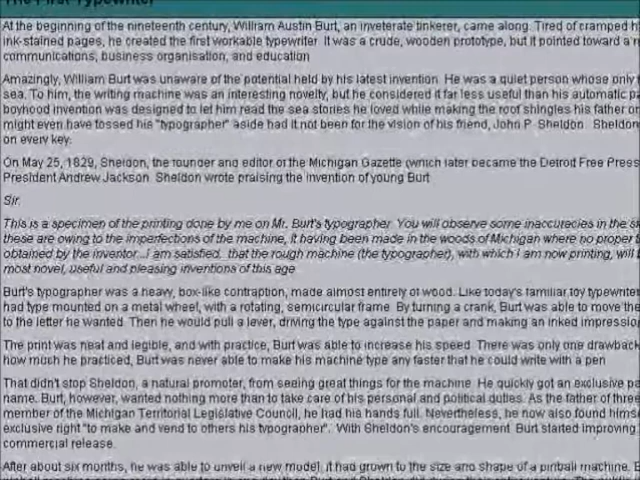 The First Typewriter
At the beginning of the nineteenth century, William Austin Burt, an inveterate tinkerer, came along. Tired of cramped h
ink-stained pages, he created the first workable typewriter. It was a crude, wooden prototype, but it pointed toward a r
communications, business organisation, and education
Amazingly, William Burt was unaware of the potential held by his latest invention. He was a quiet person whose only
sea. To him, the writing machine was an interesting novelty, but he considered it far less useful than his automatic p
boyhood invention was designed to let him read the sea stories he loved while making the roof shingles his father or
might even have tossed his "typographer" aside had it not been for the vision of his friend, John P. Sheldon. Sheldon
on every key.
On May 25, 1829, Sheldon, the founder and editor of the Michigan Gazette (which later became the Detroit Free Press
President Andrew Jackson. Sheldon wrote praising the invention of young Burt
Sir,
This is a specimen of the printing done by me on Mr. Burt's typographer. You will observe some inaccuracies in the si
these are owing to the imperfections of the machine, it having been made in the woods of Michigan where no proper t
obtained by the inventor...i am satisfied. that the rough machine (the typographer), with which I am now printing, will
most novel, useful and pleasing inventions of this age
Burt's typographer was a heavy, box-like contraption, made almost entirely of wood. Like today's familiar toy typewriter
had type mounted on a metal wheel, with a rotating, semicircular frame. By turning a crank, Burt was able to move the
to the letter he wanted. Then he would pull a lever, driving the type against the paper and making an inked impressio
The print was neat and legible, and with practice, Burt was able to increase his speed. There was only one drawback
how much he practiced, Burt was never able to make his machine type any faster that he could write with a pen
That didn't stop Sheldon, a natural promoter, from seeing great things for the machine. He quickly got an exclusive pa
name. Burt, however, wanted nothing more than to take care of his personal and political duties. As the father of three
member of the Michigan Territorial Legislative Council, he had his hands full. Nevertheless, he now also found hims
exclusive right "to make and vend to others his typographer". With Sheldon's encouragement Burt started improving
commercial release.
After about six months, he was able to unveil a new model, it had grown to the size and shape of a pinball machine. B